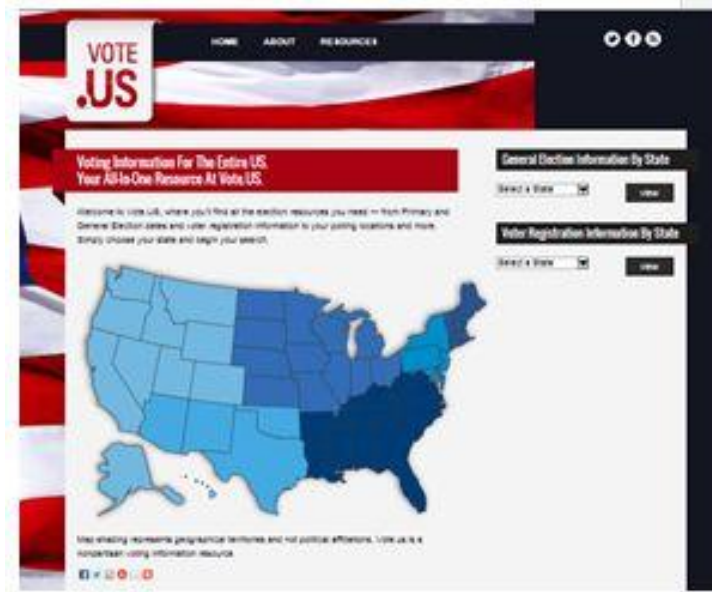 VOTE
.US
HOME ABOUT RESOURCES
Voting Information For The Entire US.
Your All-In-One Resource At Vote.US.
Welcome to Vote.US, where you'll find all the election resources you need — from Primary and
General Election dates and voter registration information to your polling locations and more.
Simply choose your state and begin your search.
General Election Information By State
Select a State VIEW
Voter Registration Information By State
Select a State VIEW
Map shading represents geographical territories and not political affiliations. Vote.us is a
nonpartisan voting information resource.